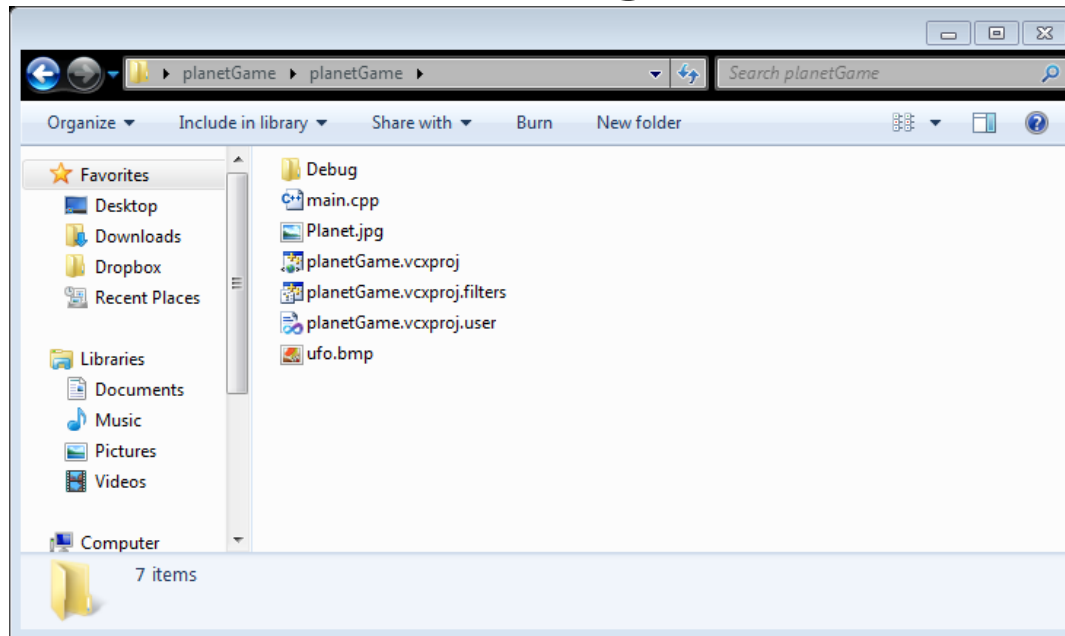 planetGame planetGame Search planetGame
Organize Include in library Share with Burn New folder
Favorites
Desktop
Downloads
Dropbox
Recent Places
Libraries
Documents
Music
Pictures
Videos
Computer
Debug
main.cpp
Planet.jpg
planetGame.vcxproj
planetGame.vcxproj.filters
planetGame.vcxproj.user
ufo.bmp
7 items